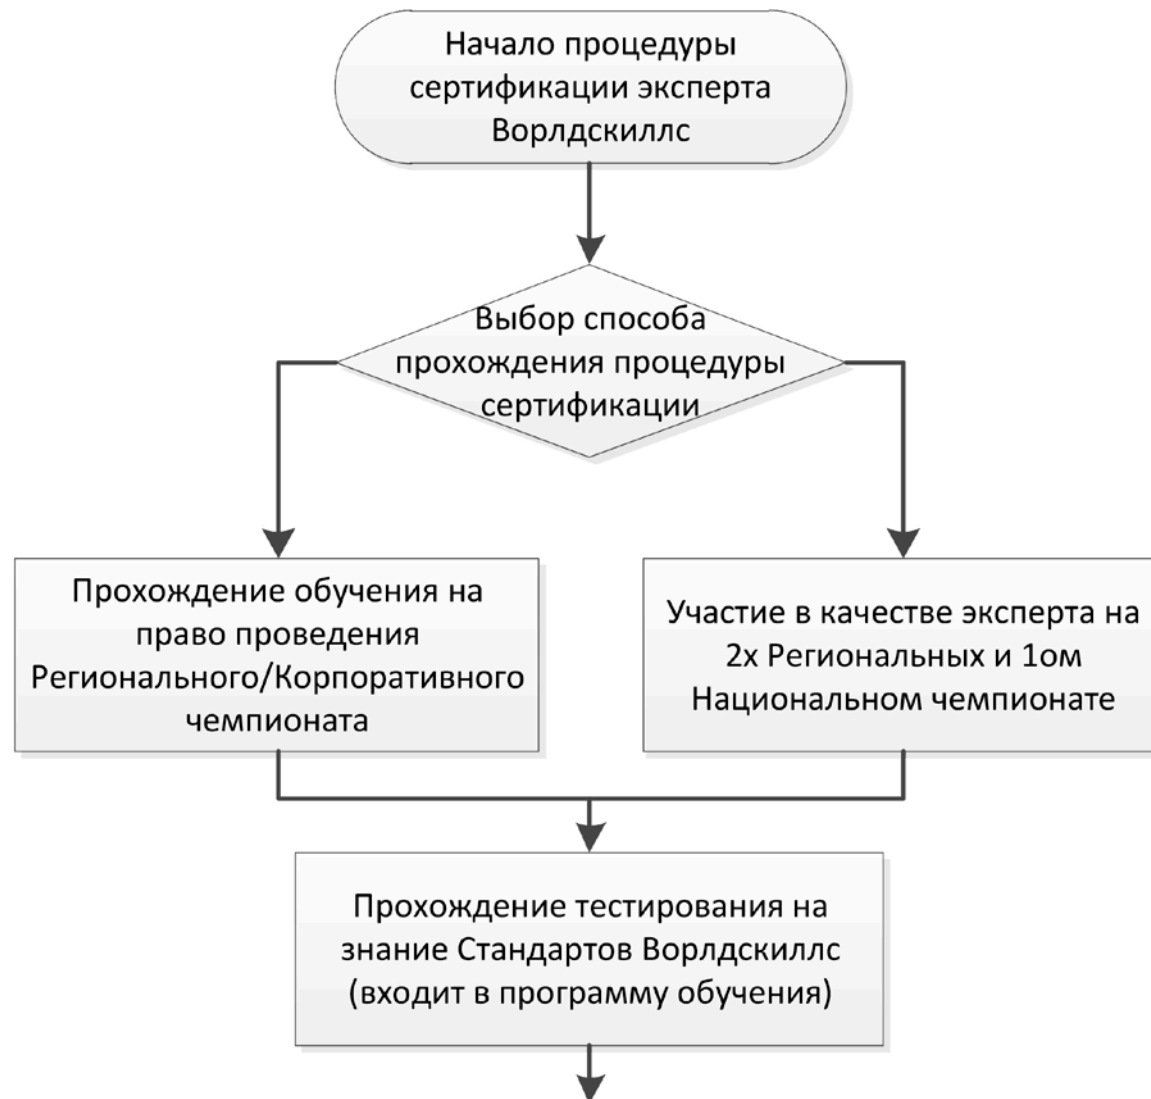 Начало процедуры
сертификации эксперта
Ворлдскиллс
Выбор способа
прохождения процедуры
сертификации
Прохождение обучения на
право проведения
Регионального/Корпоративного
чемпионата
Участие в качестве эксперта на
2х Региональных и 1ом
Национальном чемпионате
Прохождение тестирования на
знание Стандартов Ворлдскиллс
(входит в программу обучения)